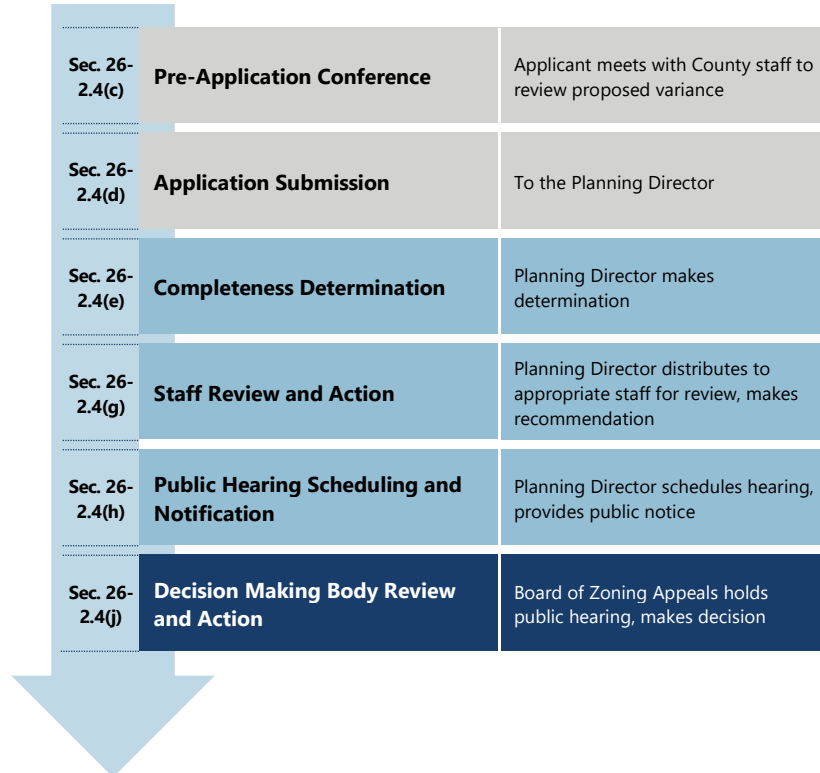 Sec. 26-
2.4(c)
Pre-Application Conference
Applicant meets with County staff to
review proposed variance
Sec. 26-
2.4(d)
Application Submission
To the Planning Director
Sec. 26-
2.4(e)
Completeness Determination
Planning Director makes
determination
Sec. 26-
2.4(g)
Staff Review and Action
Planning Director distributes to
appropriate staff for review, makes
recommendation
Sec. 26-
2.4(h)
Public Hearing Scheduling and
Notification
Planning Director schedules hearing,
provides public notice
Sec. 26-
2.4(j)
Decision Making Body Review
and Action
Board of Zoning Appeals holds
public hearing, makes decision